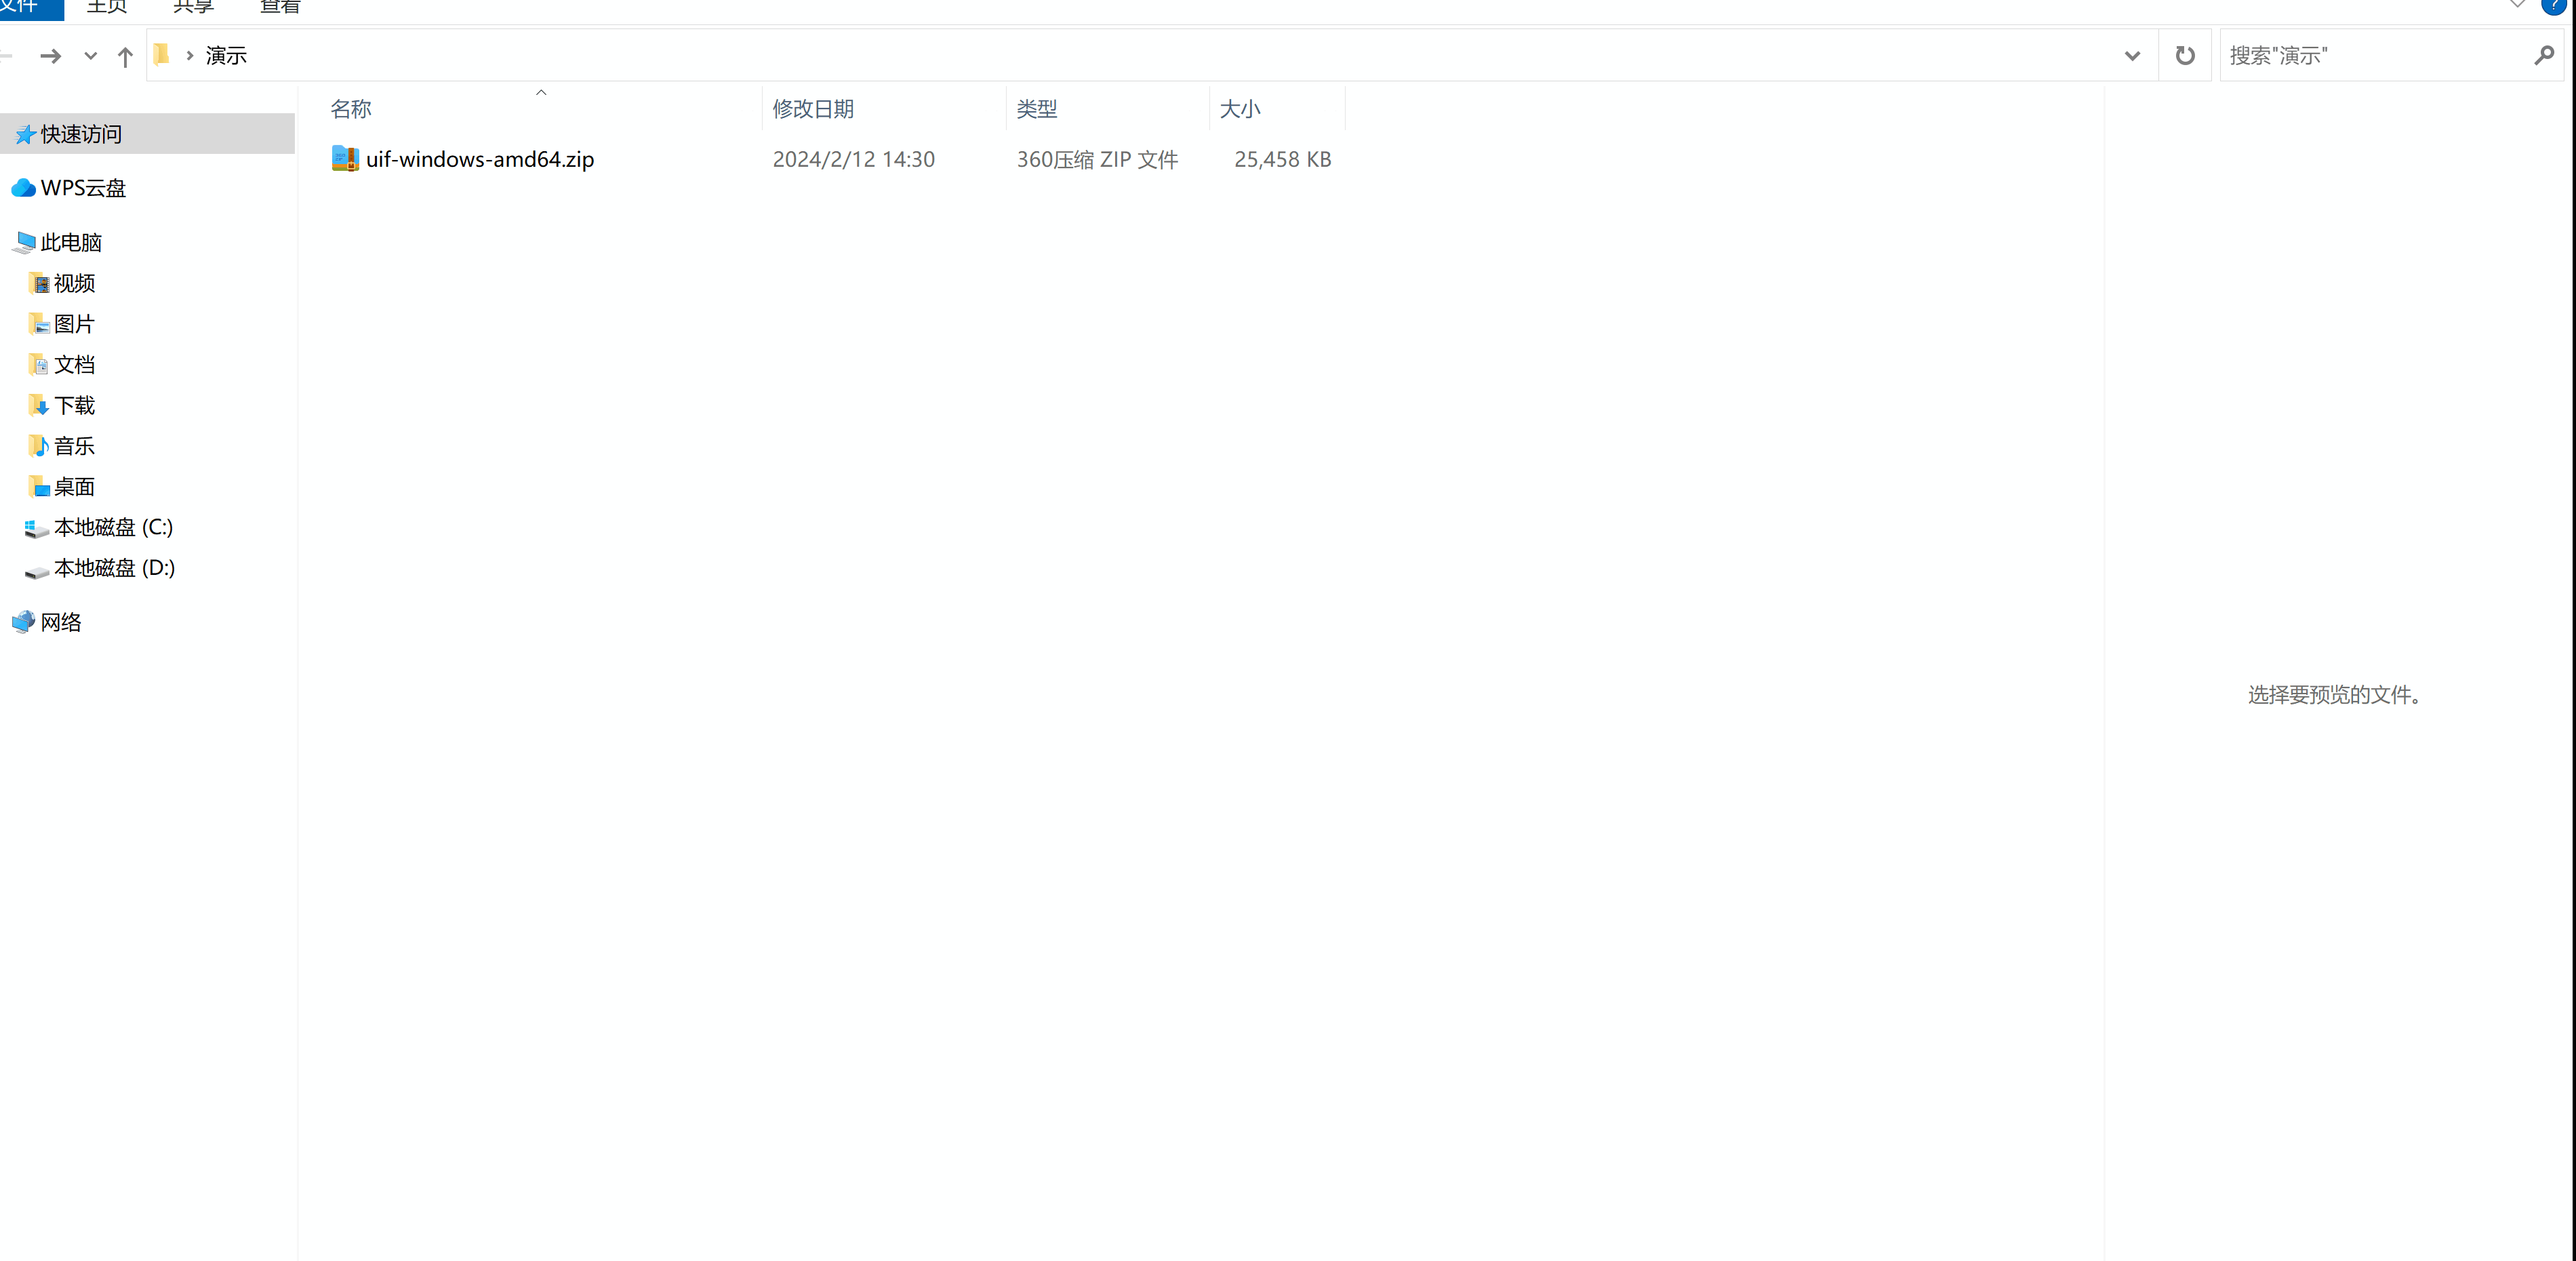 文件 主页 共享 查看
演示
搜索"演示"
名称 修改日期 类型 大小
快速访问
uif-windows-amd64.zip 2024/2/12 14:30 360压缩 ZIP 文件 25,458 KB
WPS云盘
此电脑
视频
图片
文档
下载
音乐
桌面
本地磁盘 (C:)
本地磁盘 (D:)
网络
选择要预览的文件。